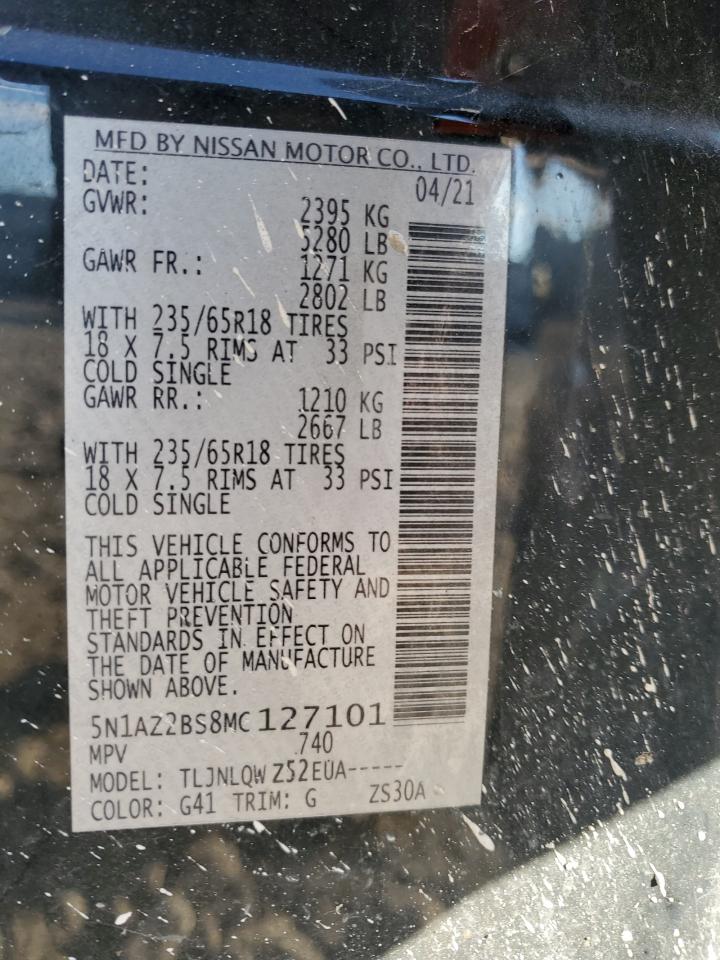 MFD BY NISSAN MOTOR CO., LTD.
DATE: 04/21
GVWR: 2395 KG
5280 LB
GAWR FR.: 1271 KG
2802 LB
WITH 235/65R18 TIRES
18 X 7.5 RIMS AT 33 PSI
COLD SINGLE
GAWR RR.: 1210 KG
2667 LB
WITH 235/65R18 TIRES
18 X 7.5 RIMS AT 33 PSI
COLD SINGLE
THIS VEHICLE CONFORMS TO
ALL APPLICABLE FEDERAL
MOTOR VEHICLE SAFETY AND
THEFT PREVENTION
STANDARDS IN EFFECT ON
THE DATE OF MANUFACTURE
SHOWN ABOVE.
5N1AZ2BS8MC127101
MPV 740
MODEL: TLJNLQWZ52EUA-----
COLOR: G41 TRIM: G ZS30A